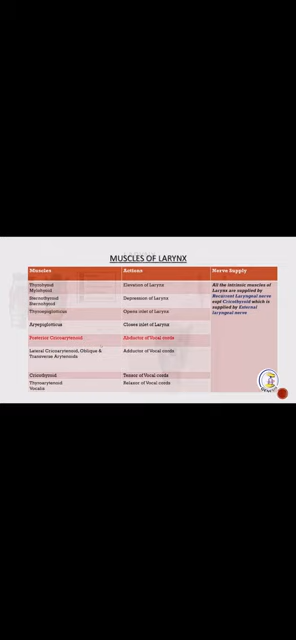 MUSCLES OF LARYNX
Muscles Actions Nerve Supply
Thyrohyoid Elevation of Larynx
Mylohyoid
Sternothyroid Depression of Larynx
Sternohyoid
Thyroepiglotticus Opens inlet of Larynx
Aryepiglotticus Closes inlet of Larynx
Posterior Cricoarytenoid Abductor of Vocal cords
Lateral Cricoarytenoid, Oblique & Adductor of Vocal cords
Transverse Arytenoids
Cricothyroid Tensor of Vocal cords
Thyroarytenoid Relaxor of Vocal cords
Vocalis
All the intrinsic muscles of
Larynx are supplied by
Recurrent Laryngeal nerve
Cricothyroid which is
supplied by External
laryngeal nerve